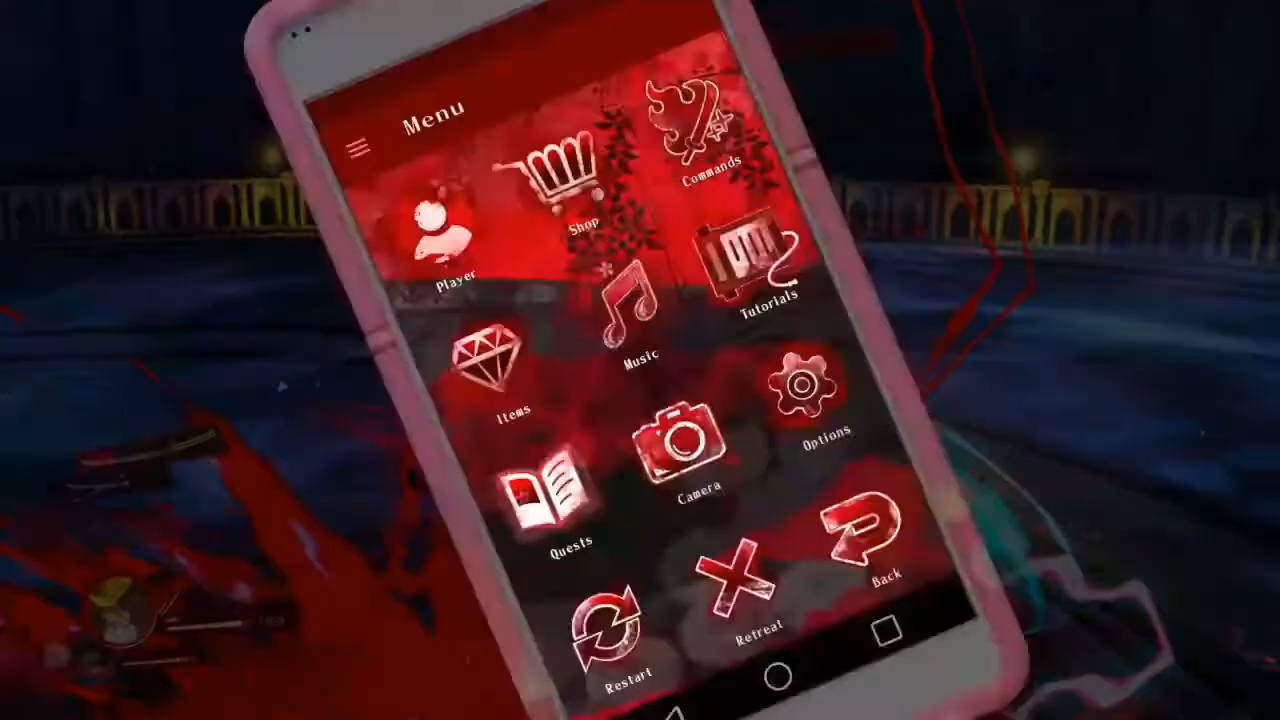 Menu
Player
Shop
Commands
Items
Music
Tutorials
Quests
Camera
Options
Restart
Retreat
Back